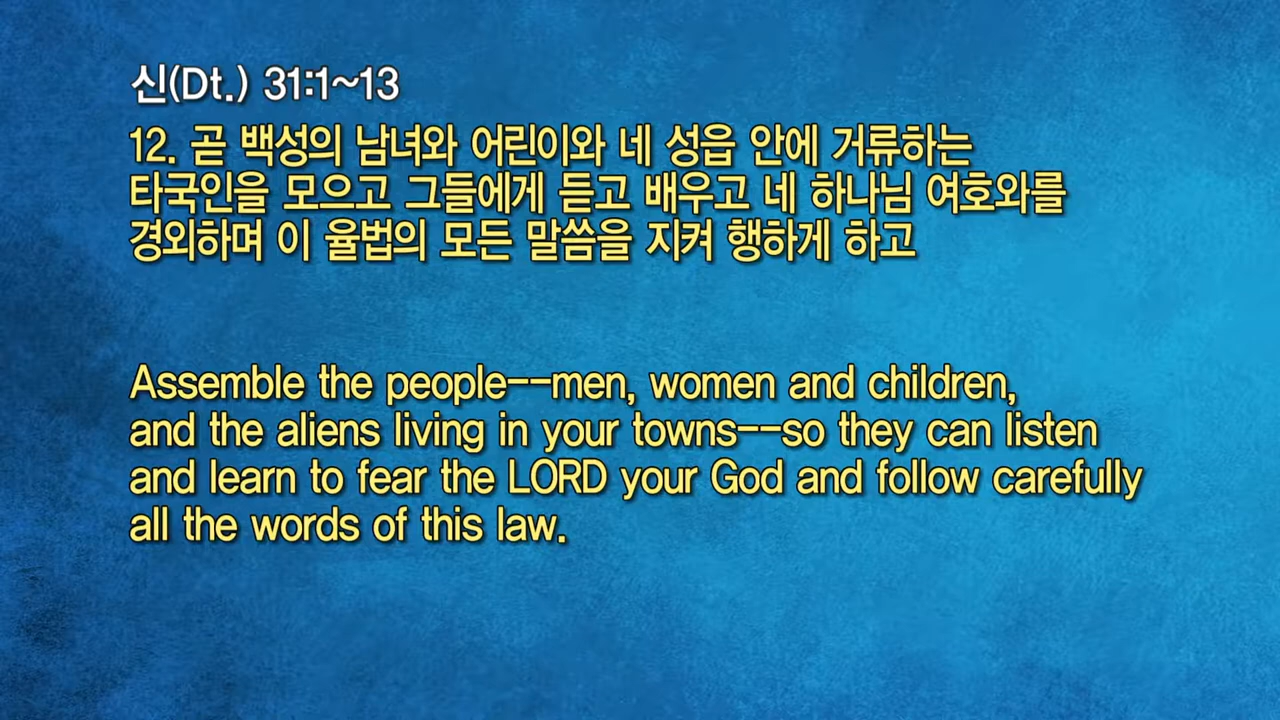 신(Dt.) 31:1~13
12. 곧 백성의 남녀와 어린이와 네 성읍 안에 거류하는
타국인을 모으고 그들에게 듣고 배우고 네 하나님 여호와를
경외하며 이 율법의 모든 말씀을 지켜 행하게 하고
Assemble the people--men, women and children,
and the aliens living in your towns--so they can listen
and learn to fear the LORD your God and follow carefully
all the words of this law.